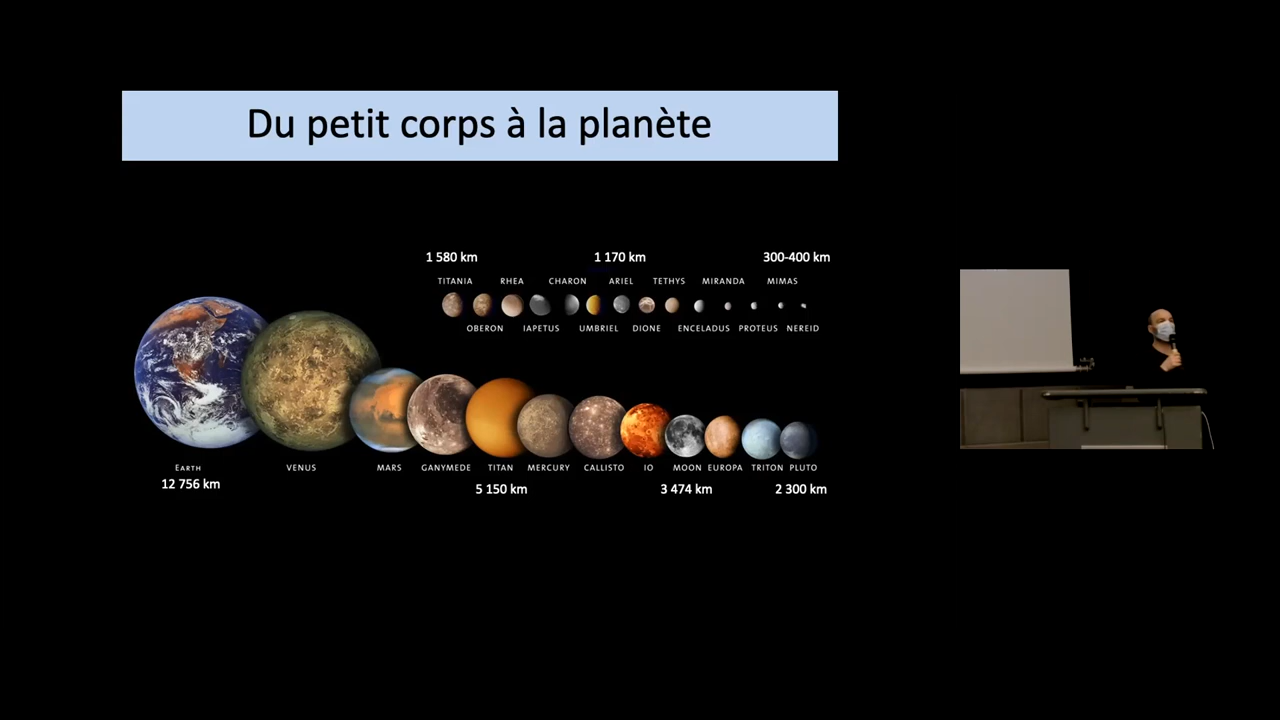 Du petit corps à la planète
1 580 km 1 170 km 300-400 km
TITANIA RHEA CHARON ARIEL TETHYS MIRANDA MIMAS
OBERON IAPETUS UMBRIEL DIONE ENCELADUS PROTEUS NEREID
EARTH VENUS MARS GANYMEDE TITAN MERCURY CALLISTO IO MOON EUROPA TRITON PLUTO
12 756 km 5 150 km 3 474 km 2 300 km